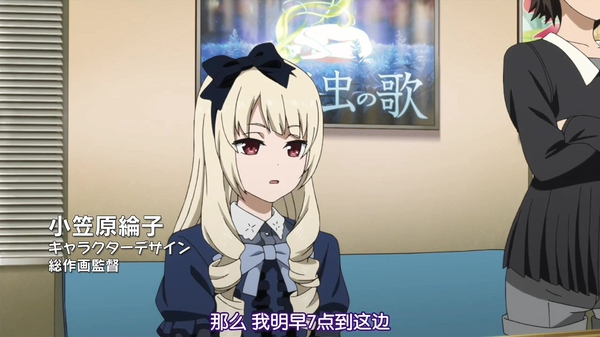 虫の歌
小笠原綸子
キャラクターデザイン
総作画監督
那么 我明早7点到这边